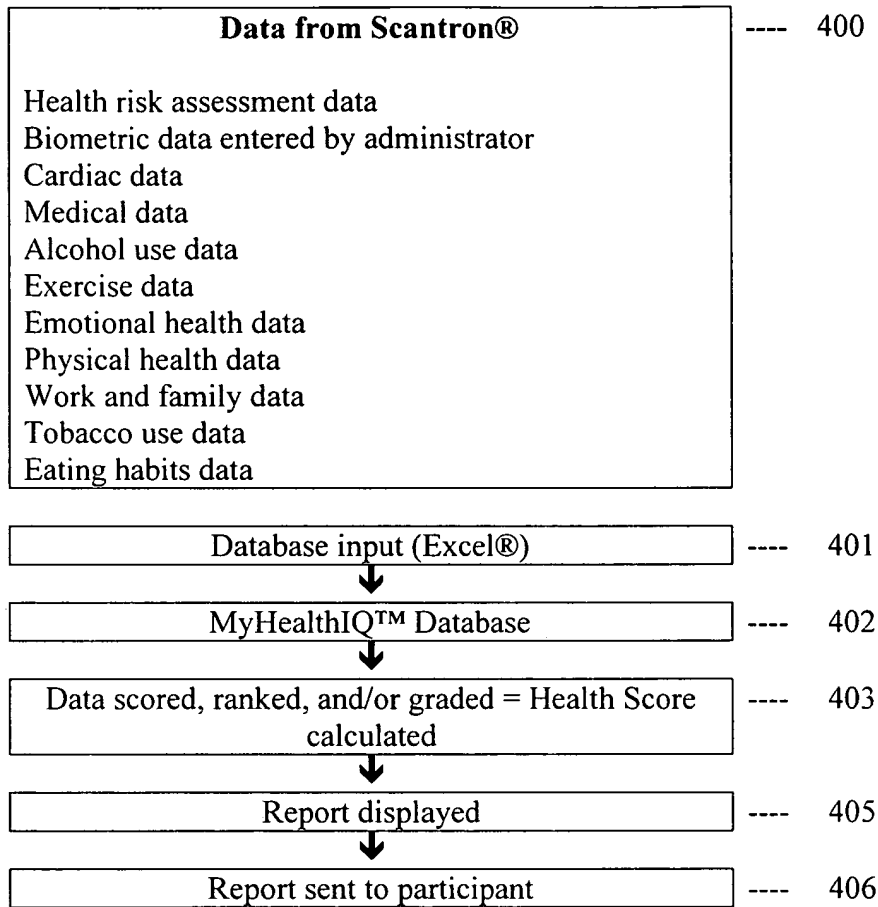 Data from Scantron® ---- 400
Health risk assessment data
Biometric data entered by administrator
Cardiac data
Medical data
Alcohol use data
Exercise data
Emotional health data
Physical health data
Work and family data
Tobacco use data
Eating habits data
Database input (Excel®) ---- 401
MyHealthIQ™ Database ---- 402
Data scored, ranked, and/or graded = Health Score ---- 403
calculated
Report displayed ---- 405
Report sent to participant ---- 406